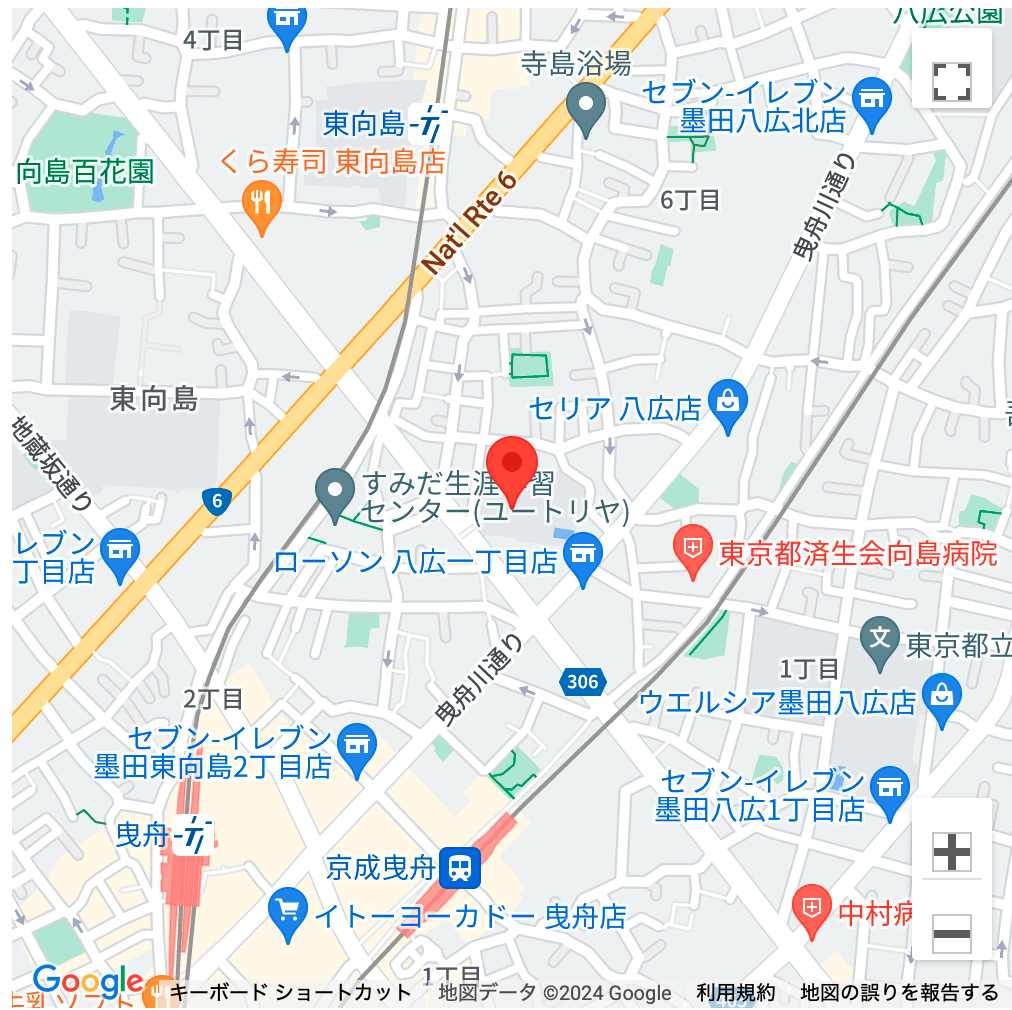 八広公園
4丁目
寺島浴場
セブン-イレブン
墨田八広北店
東向島
くら寿司 東向島店
向島百花園
6丁目
曳舟川通り
Nat'l Rte 6
東向島
セリア 八広店
地蔵坂通り
すみだ生涯学習
センター(ユートリヤ)
6
レブン
丁目店
ローソン 八広一丁目店
東京都済生会向島病院
文
東京都立
1丁目
306
曳舟川通り
2丁目
ウエルシア墨田八広店
セブン-イレブン
墨田東向島2丁目店
セブン-イレブン
墨田八広1丁目店
曳舟
京成曳舟
イトーヨーカドー 曳舟店
中村病
1丁目
Google
キーボード ショートカット
地図データ ©2024 Google
利用規約
地図の誤りを報告する